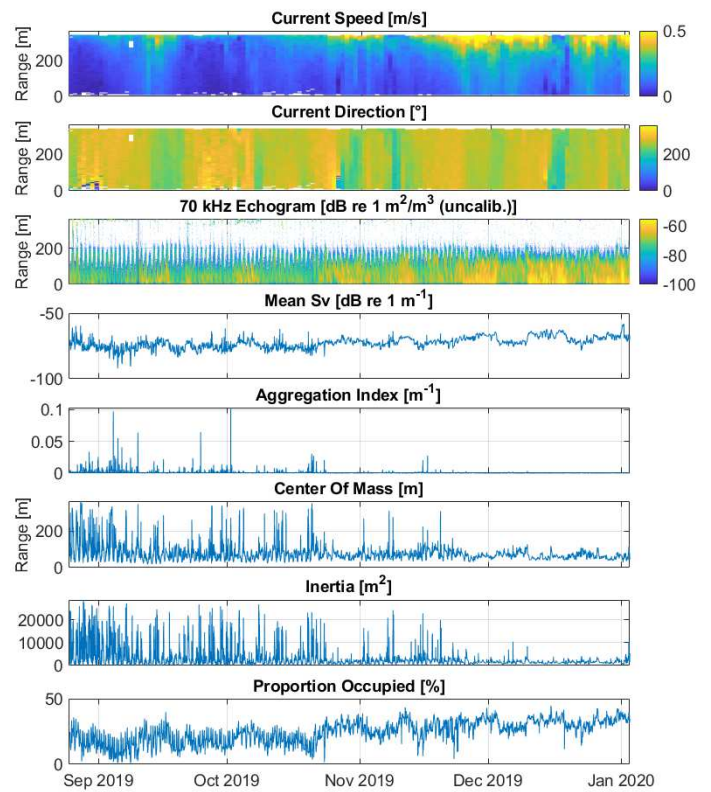 Current Speed [m/s]
Range [m]
200
0
0.5
0
Current Direction [°]
Range [m]
200
0
200
0
70 kHz Echogram [dB re 1 m²/m³ (uncalib.)]
Range [m]
200
0
-60
-80
-100
Mean Sv [dB re 1 m⁻¹]
-50
-100
Aggregation Index [m⁻¹]
0.1
0.05
0
Center Of Mass [m]
Range [m]
200
0
Inertia [m²]
20000
10000
0
Proportion Occupied [%]
50
0
Sep 2019 Oct 2019 Nov 2019 Dec 2019 Jan 2020